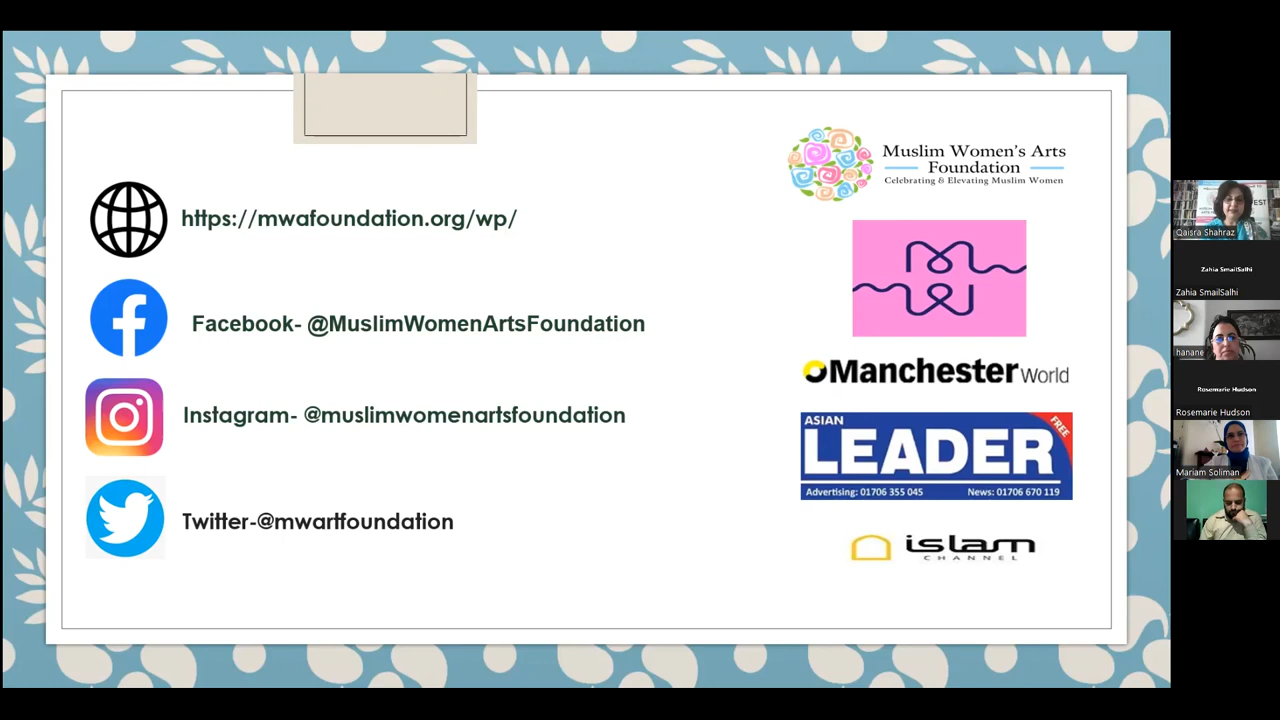 https://mwafoundation.org/wp/
Facebook- @MuslimWomenArtsFoundation
Instagram- @muslimwomenartsfoundation
Twitter-@mwartfoundation
Muslim Women's Arts
Foundation
Celebrating & Elevating Muslim Women
Manchester World
ASIAN
LEADER
FREE
Advertising: 01706 355 045 News: 01706 670 119
islam
CHANNEL
Qaisra Shahraz
Zahia SmailSalhi
Zahia SmailSalhi
hanane
Rosemarie Hudson
Rosemarie Hudson
Mariam Soliman